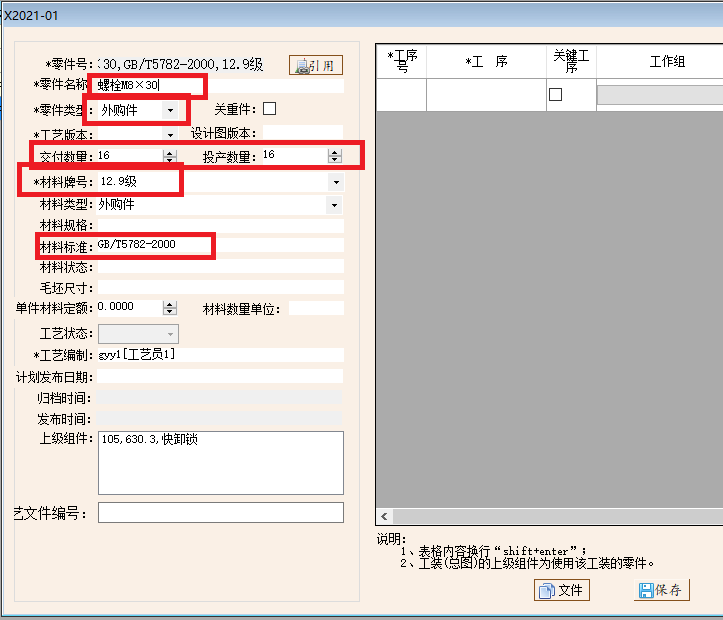 X2021-01
*零件号: 30,GB/T5782-2000,12.9级 引用
*零件名称 螺栓M8×30
*零件类型: 外购件 关重件:
*工艺版本: 设计图版本:
交付数量: 16 投产数量: 16
*材料牌号: 12.9级
材料类型: 外购件
材料规格:
材料标准: GB/T5782-2000
材料状态:
毛坯尺寸:
单件材料定额: 0.0000 材料数量单位:
工艺状态:
*工艺编制: gyy1[工艺员1]
计划发布日期:
归档时间:
发布时间:
上级组件: 105,630.3,快卸锁
艺文件编号:
*工序号 *工 序 关键工序 工作组
说明:
1、表格内容换行“shift+enter”;
2、工装(总图)的上级组件为使用该工装的零件。
文件 保存